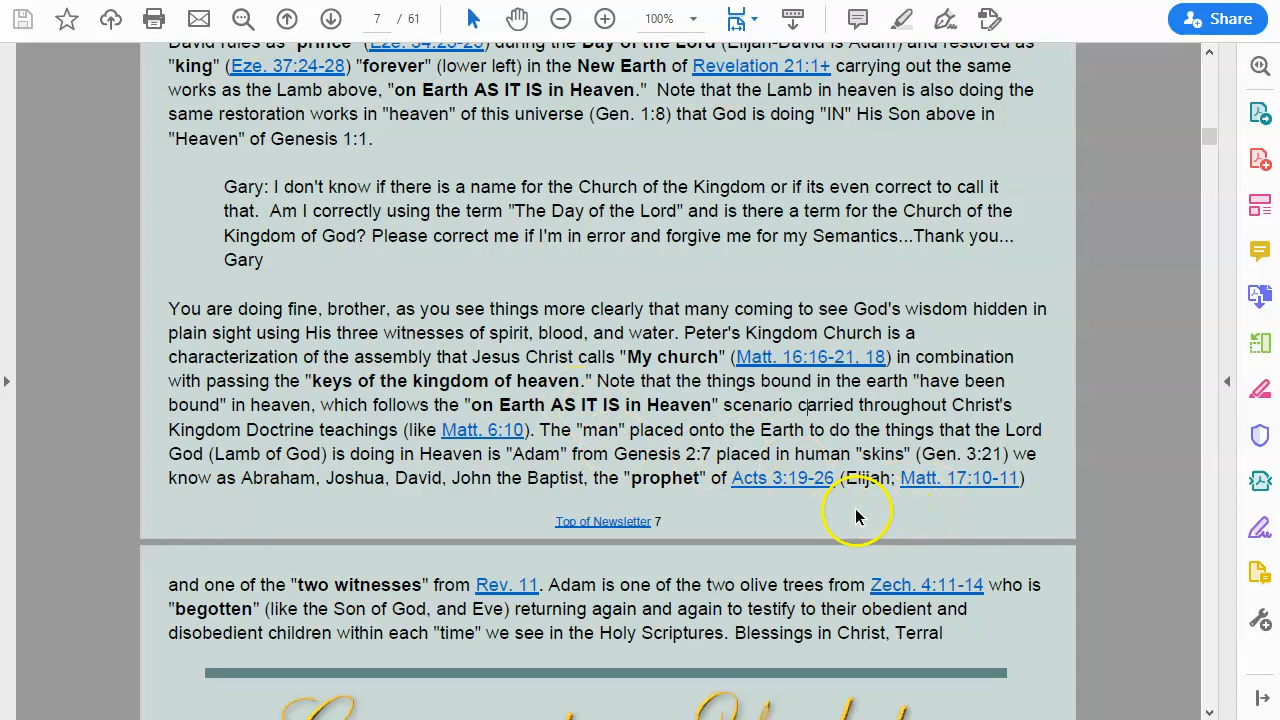 7 / 61
100%
Share
David rules as "prince" (Eze. 34:23-25) during the Day of the Lord (Elijah-David is Adam) and restored as
"king" (Eze. 37:24-28) "forever" (lower left) in the New Earth of Revelation 21:1+ carrying out the same
works as the Lamb above, "on Earth AS IT IS in Heaven."  Note that the Lamb in heaven is also doing the
same restoration works in "heaven" of this universe (Gen. 1:8) that God is doing "IN" His Son above in
"Heaven" of Genesis 1:1.
Gary: I don't know if there is a name for the Church of the Kingdom or if its even correct to call it
that.  Am I correctly using the term "The Day of the Lord" and is there a term for the Church of the
Kingdom of God? Please correct me if I'm in error and forgive me for my Semantics...Thank you...
Gary
You are doing fine, brother, as you see things more clearly that many coming to see God's wisdom hidden in
plain sight using His three witnesses of spirit, blood, and water. Peter's Kingdom Church is a
characterization of the assembly that Jesus Christ calls "My church" (Matt. 16:16-21, 18) in combination
with passing the "keys of the kingdom of heaven." Note that the things bound in the earth "have been
bound" in heaven, which follows the "on Earth AS IT IS in Heaven" scenario carried throughout Christ's
Kingdom Doctrine teachings (like Matt. 6:10). The "man" placed onto the Earth to do the things that the Lord
God (Lamb of God) is doing in Heaven is "Adam" from Genesis 2:7 placed in human "skins" (Gen. 3:21) we
know as Abraham, Joshua, David, John the Baptist, the "prophet" of Acts 3:19-26 (Elijah; Matt. 17:10-11)
Top of Newsletter 7
and one of the "two witnesses" from Rev. 11. Adam is one of the two olive trees from Zech. 4:11-14 who is
"begotten" (like the Son of God, and Eve) returning again and again to testify to their obedient and
disobedient children within each "time" we see in the Holy Scriptures. Blessings in Christ, Terral